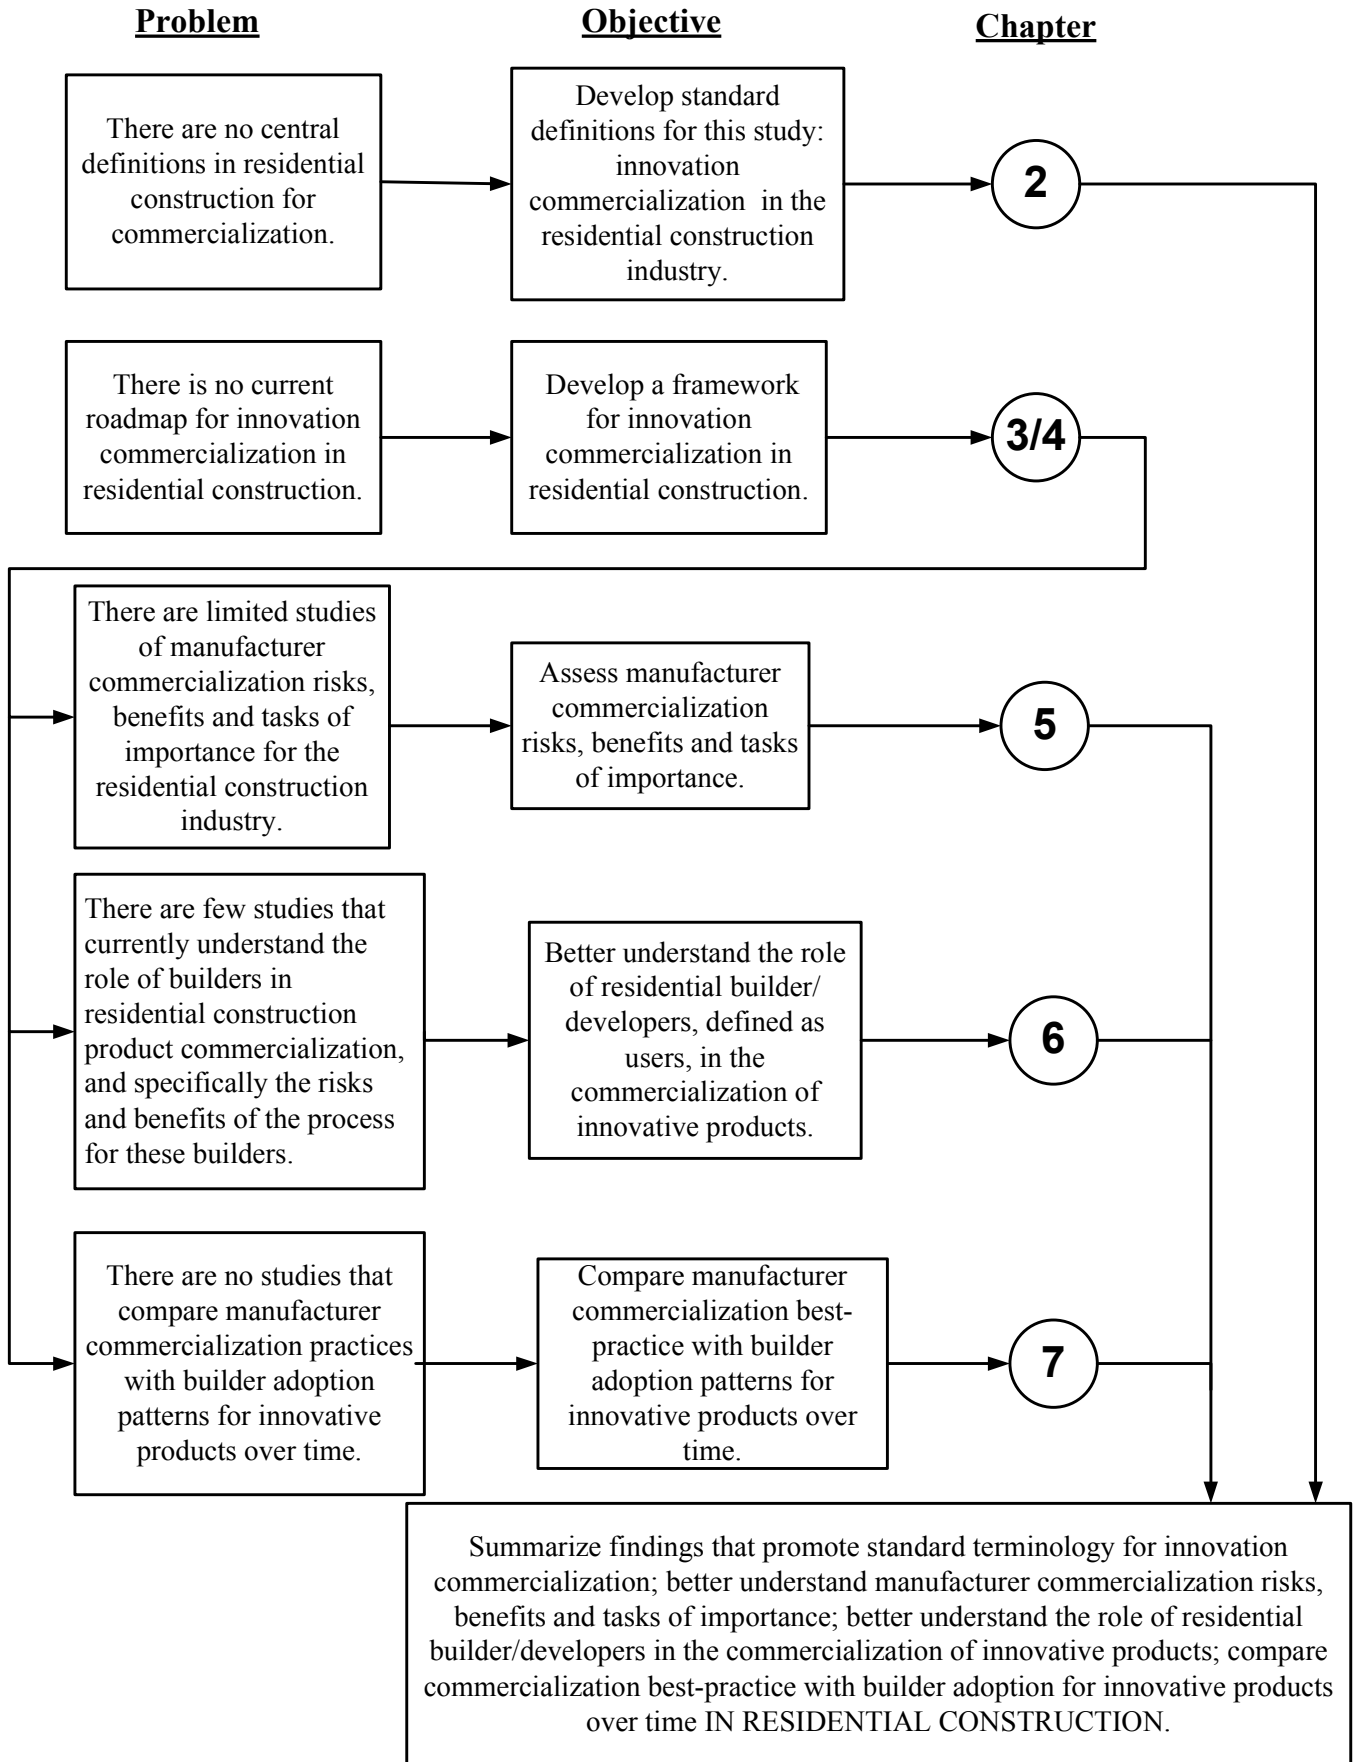 Problem
Objective
Chapter
There are no central
definitions in residential
construction for
commercialization.
Develop standard
definitions for this study:
innovation
commercialization  in the
residential construction
industry.
2
There is no current
roadmap for innovation
commercialization in
residential construction.
Develop a framework
for innovation
commercialization in
residential construction.
3/4
There are limited studies
of manufacturer
commercialization risks,
benefits and tasks of
importance for the
residential construction
industry.
Assess manufacturer
commercialization
risks, benefits and tasks
of importance.
5
There are few studies that
currently understand the
role of builders in
residential construction
product commercialization,
and specifically the risks
and benefits of the process
for these builders.
Better understand the role
of residential builder/
developers, defined as
users, in the
commercialization of
innovative products.
6
There are no studies that
compare manufacturer
commercialization practices
with builder adoption
patterns for innovative
products over time.
Compare manufacturer
commercialization best-
practice with builder
adoption patterns for
innovative products over
time.
7
Summarize findings that promote standard terminology for innovation
commercialization; better understand manufacturer commercialization risks,
benefits and tasks of importance; better understand the role of residential
builder/developers in the commercialization of innovative products; compare
commercialization best-practice with builder adoption for innovative products
over time IN RESIDENTIAL CONSTRUCTION.